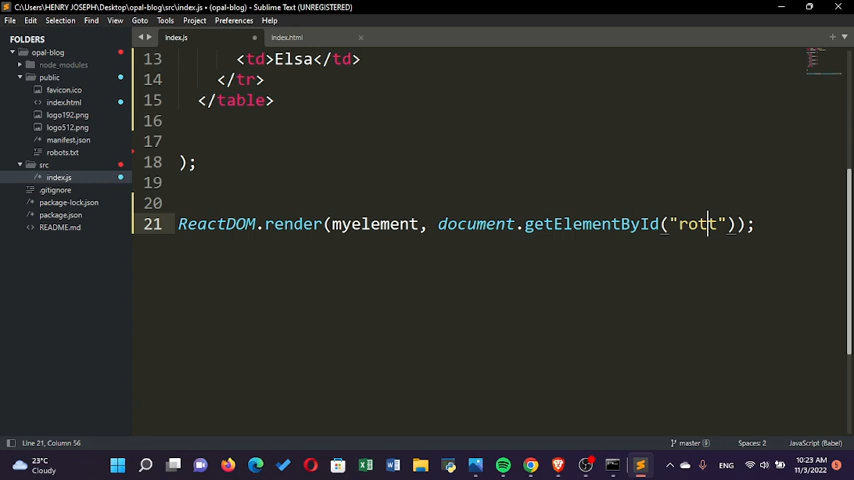 C:\Users\HENRY JOSEPH\Desktop\opal-blog\src\index.js • (opal-blog) - Sublime Text (UNREGISTERED)
File Edit Selection Find View Goto Tools Project Preferences Help
FOLDERS
opal-blog
node_modules
public
favicon.ico
index.html
logo192.png
logo512.png
manifest.json
robots.txt
src
index.js
.gitignore
package-lock.json
package.json
README.md
index.js
index.html
13 <td>Elsa</td>
14 </tr>
15 </table>
16
17
18 );
19
20
21 ReactDOM.render(myelement, document.getElementById("rott"));
Line 21, Column 56
master 9
Spaces: 2
JavaScript (Babel)
23°C
Cloudy
ENG
10:23 AM
11/3/2022